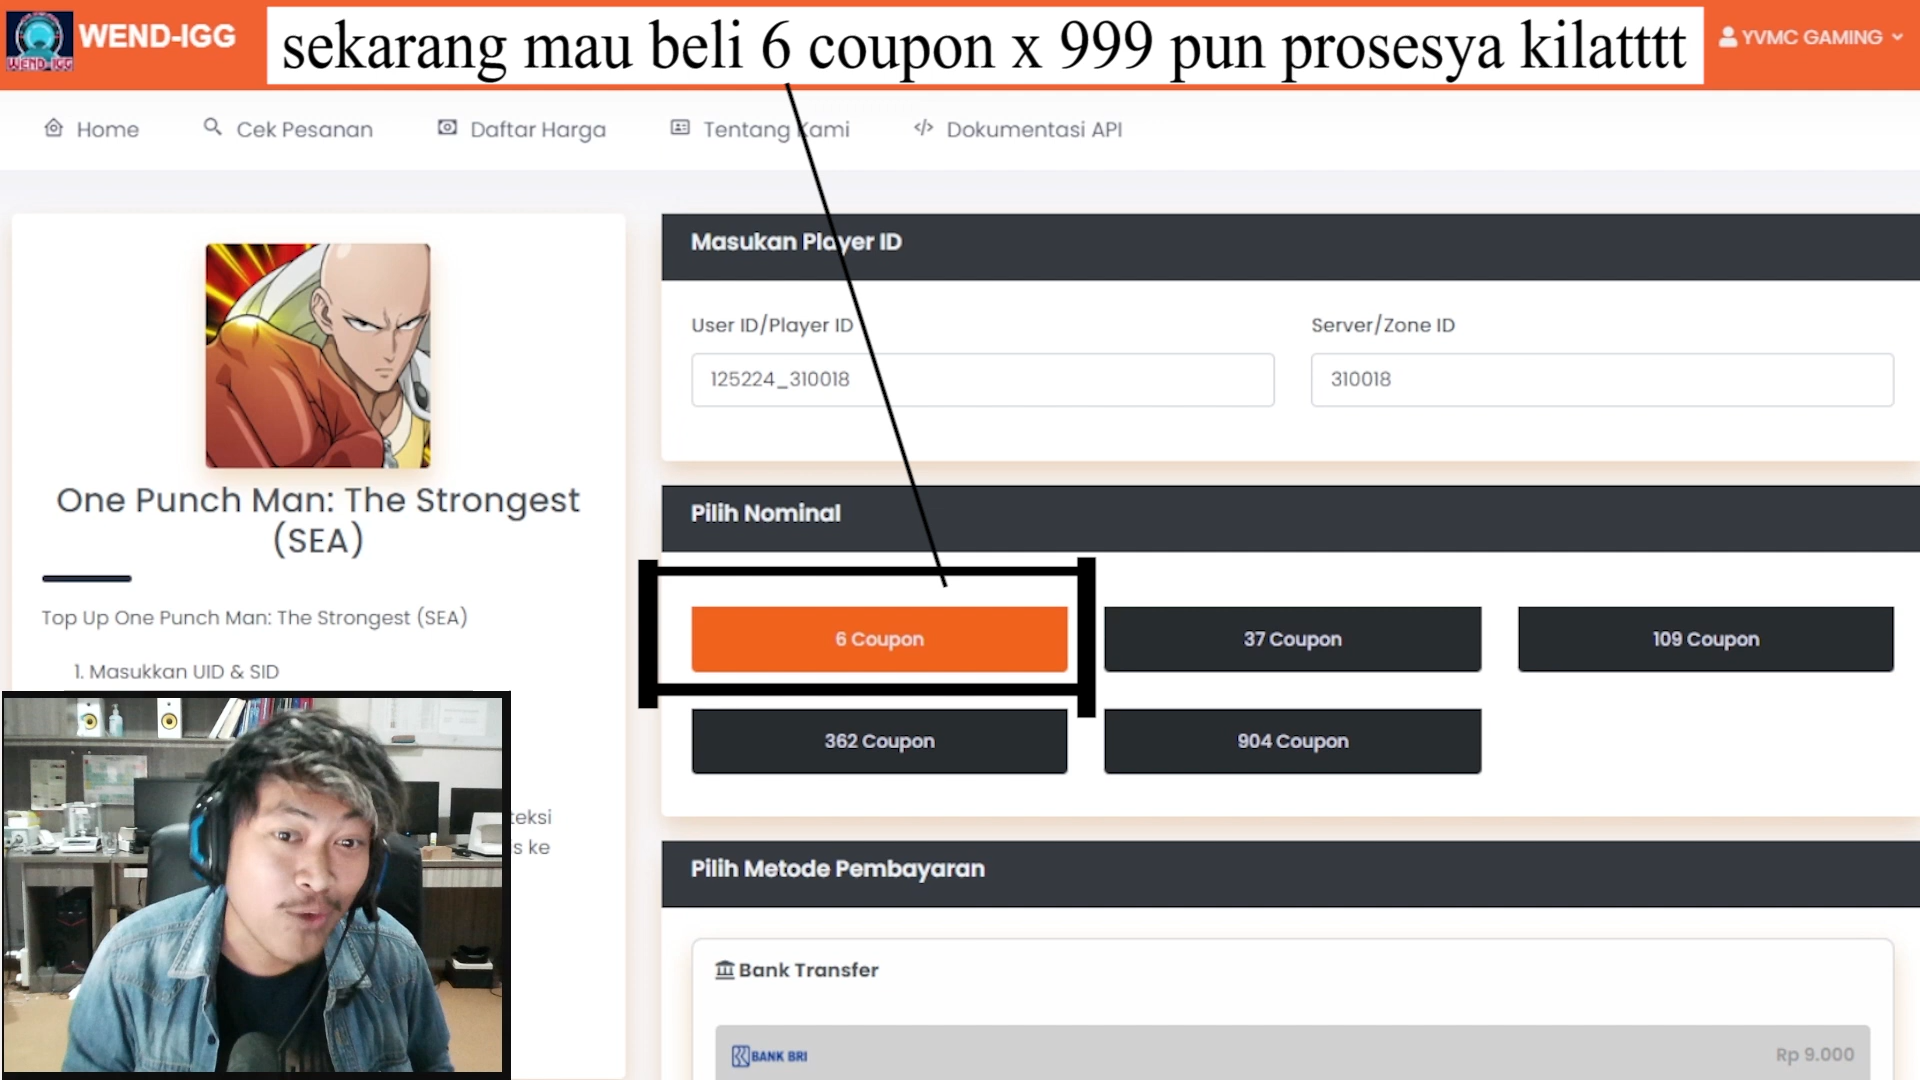 WEND-IGG
WEND_IGG
sekarang mau beli 6 coupon x 999 pun prosesya kilatttt
YVMC GAMING
Home
Cek Pesanan
Daftar Harga
Tentang Kami
Dokumentasi API
One Punch Man: The Strongest
(SEA)
Top Up One Punch Man: The Strongest (SEA)
1. Masukkan UID & SID
teksi
s ke
Masukan Player ID
User ID/Player ID
Server/Zone ID
125224_310018
310018
Pilih Nominal
6 Coupon
37 Coupon
109 Coupon
362 Coupon
904 Coupon
Pilih Metode Pembayaran
Bank Transfer
BANK BRI
Rp 9.000